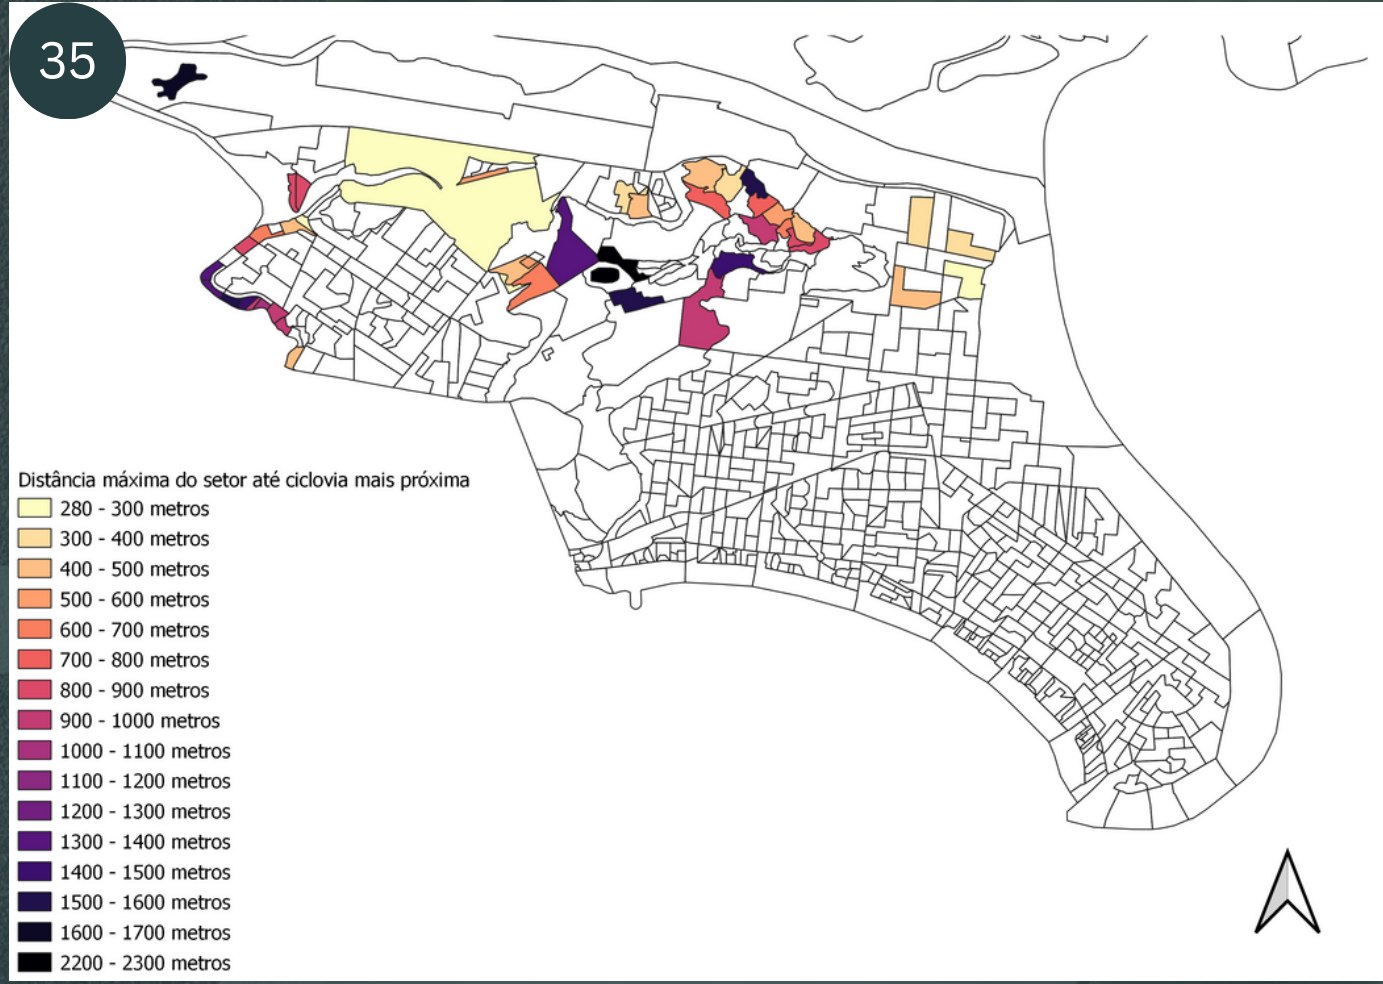 35
Distância máxima do setor até ciclovia mais próxima
280 - 300 metros
300 - 400 metros
400 - 500 metros
500 - 600 metros
600 - 700 metros
700 - 800 metros
800 - 900 metros
900 - 1000 metros
1000 - 1100 metros
1100 - 1200 metros
1200 - 1300 metros
1300 - 1400 metros
1400 - 1500 metros
1500 - 1600 metros
1600 - 1700 metros
2200 - 2300 metros